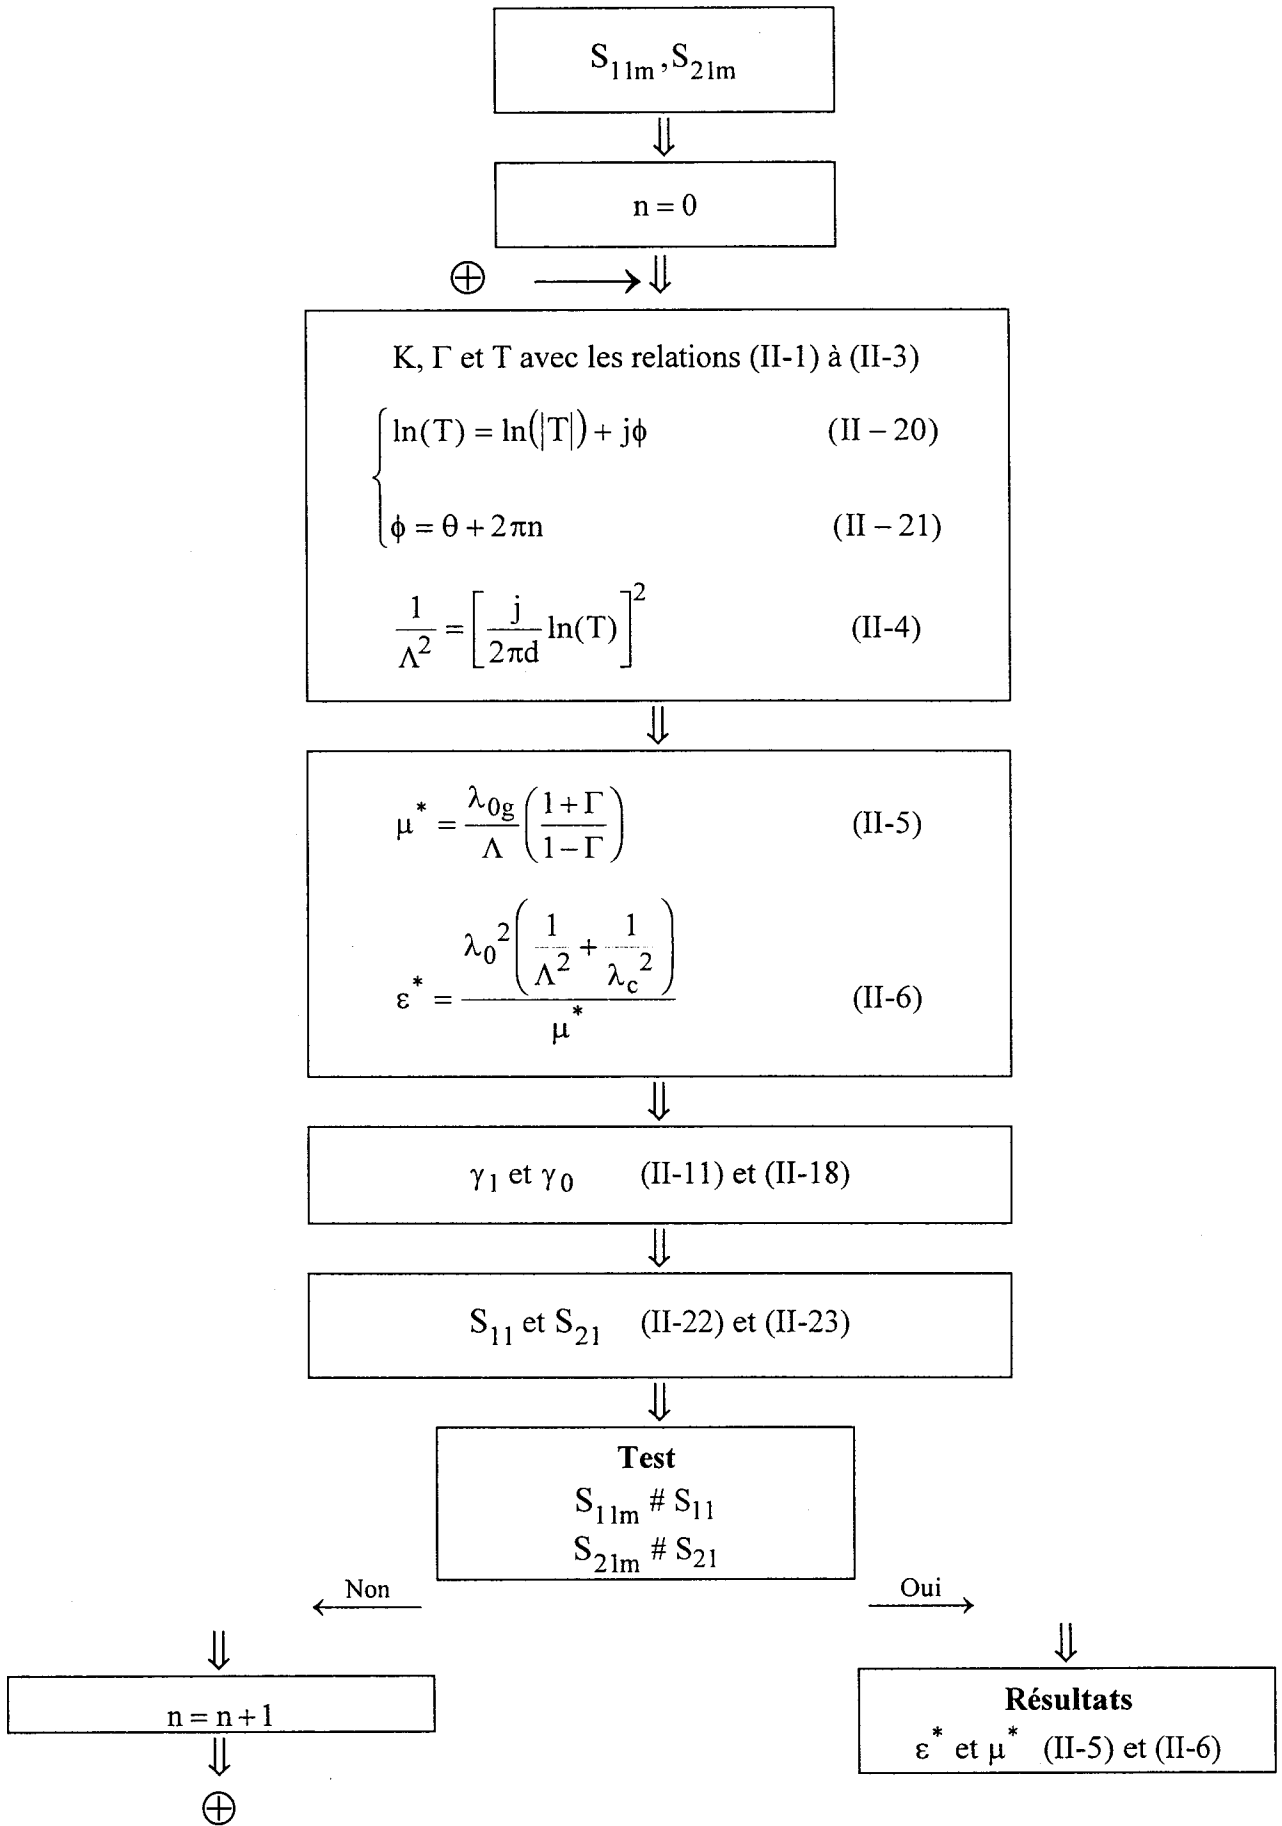 S₁₁ₘ, S₂₁ₘ
n = 0
⊕
K, Γ et T avec les relations (II-1) à (II-3)
ln(T) = ln(|T|) + jϕ (II – 20)
ϕ = θ + 2πn (II – 21)
1/Λ² = [j/2πd ln(T)]² (II-4)
μ* = λ₀g/Λ (1 + Γ/1 – Γ) (II-5)
ε* = λ₀²(1/Λ² + 1/λc²)/μ* (II-6)
γ₁ et γ₀ (II-11) et (II-18)
S₁₁ et S₂₁ (II-22) et (II-23)
Test
S₁₁ₘ # S₁₁
S₂₁ₘ # S₂₁
Non
Oui
n = n + 1
⊕
Résultats
ε* et μ* (II-5) et (II-6)